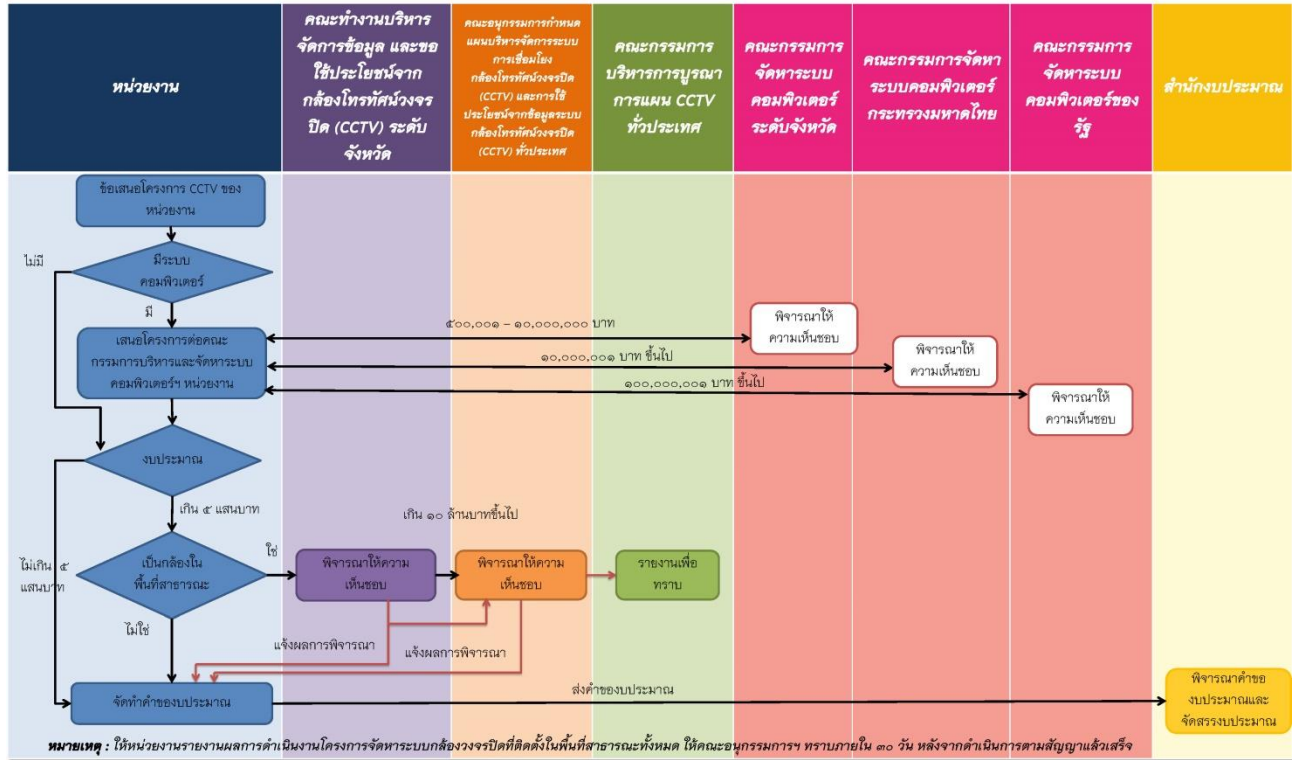 หน่วยงาน
คณะทำงานบริหาร
จัดการข้อมูล และขอ
ใช้ประโยชน์จาก
กล้องโทรทัศน์วงจร
ปิด (CCTV) ระดับ
จังหวัด
คณะอนุกรรมการกำหนด
แผนบริหารจัดการระบบ
การเชื่อมโยง
กล้องโทรทัศน์วงจรปิด
(CCTV) และการใช้
ประโยชน์จากข้อมูลระบบ
กล้องโทรทัศน์วงจรปิด
(CCTV) ทั่วประเทศ
คณะกรรมการ
บริหารการบูรณา
การแผน CCTV
ทั่วประเทศ
คณะกรรมการ
จัดหาระบบ
คอมพิวเตอร์
ระดับจังหวัด
คณะกรรมการจัดหา
ระบบคอมพิวเตอร์
กระทรวงมหาดไทย
คณะกรรมการ
จัดหาระบบ
คอมพิวเตอร์ของ
รัฐ
สำนักงบประมาณ
ข้อเสนอโครงการ CCTV ของ
หน่วยงาน
ไม่มี
มีระบบ
คอมพิวเตอร์
มี
เสนอโครงการต่อคณะ
กรรมการบริหารและจัดหาระบบ
คอมพิวเตอร์ฯ หน่วยงาน
๕๐๐,๐๐๑ – ๑๐,๐๐๐,๐๐๐ บาท
พิจารณาให้
ความเห็นชอบ
๑๐,๐๐๐,๐๐๑ บาท ขึ้นไป
พิจารณาให้
ความเห็นชอบ
๑๐๐,๐๐๐,๐๐๑ บาท ขึ้นไป
พิจารณาให้
ความเห็นชอบ
งบประมาณ
เกิน ๕ แสนบาท
เกิน ๑๐ ล้านบาทขึ้นไป
ไม่เกิน ๕
แสนบาท
เป็นกล้องใน
พื้นที่สาธารณะ
ใช่
พิจารณาให้ความ
เห็นชอบ
พิจารณาให้ความ
เห็นชอบ
รายงานเพื่อ
ทราบ
ไม่ใช่
แจ้งผลการพิจารณา
แจ้งผลการพิจารณา
จัดทำคำของบประมาณ
ส่งคำของบประมาณ
พิจารณาคำขอ
งบประมาณและ
จัดสรรงบประมาณ
หมายเหตุ : ให้หน่วยงานรายงานผลการดำเนินงานโครงการจัดหาระบบกล้องวงจรปิดที่ติดตั้งในพื้นที่สาธารณะทั้งหมด ให้คณะอนุกรรมการฯ ทราบภายใน ๓๐ วัน หลังจากดำเนินการตามสัญญาแล้วเสร็จ